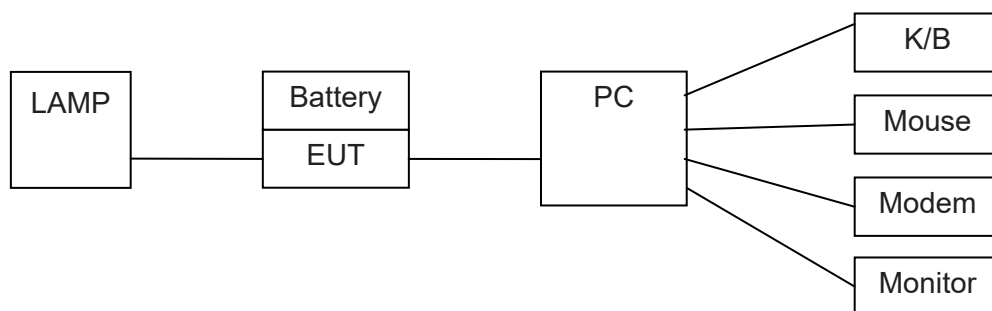 LAMP
Battery
EUT
PC
K/B
Mouse
Modem
Monitor